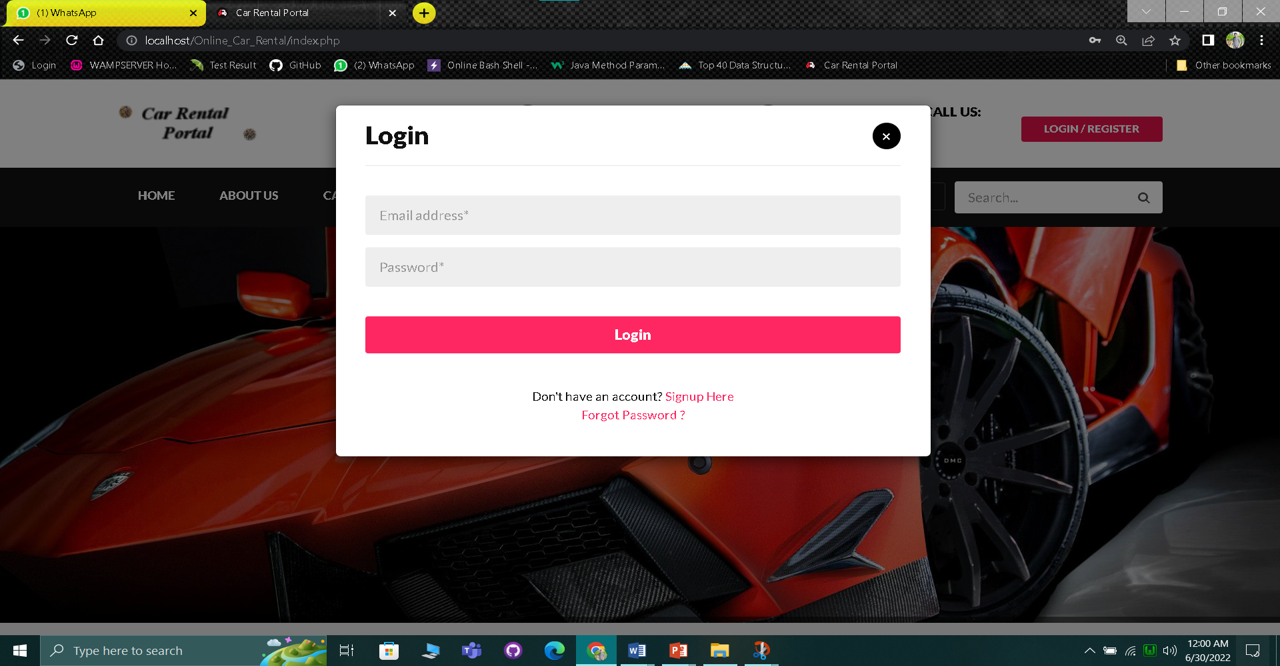 (1) WhatsApp
Car Rental Portal
localhost/Online_Car_Rental/index.php
Login
WAMPSERVER Ho...
Test Result
GitHub
(2) WhatsApp
Online Bash Shell -...
Java Method Param...
Top 40 Data Structu...
Car Rental Portal
Other bookmarks
Car Rental
Portal
CALL US:
LOGIN / REGISTER
HOME
ABOUT US
CA
Search...
Login
Email address*
Password*
Login
Don't have an account? Signup Here
Forgot Password ?
DMC
Type here to search
12:00 AM
6/30/2022